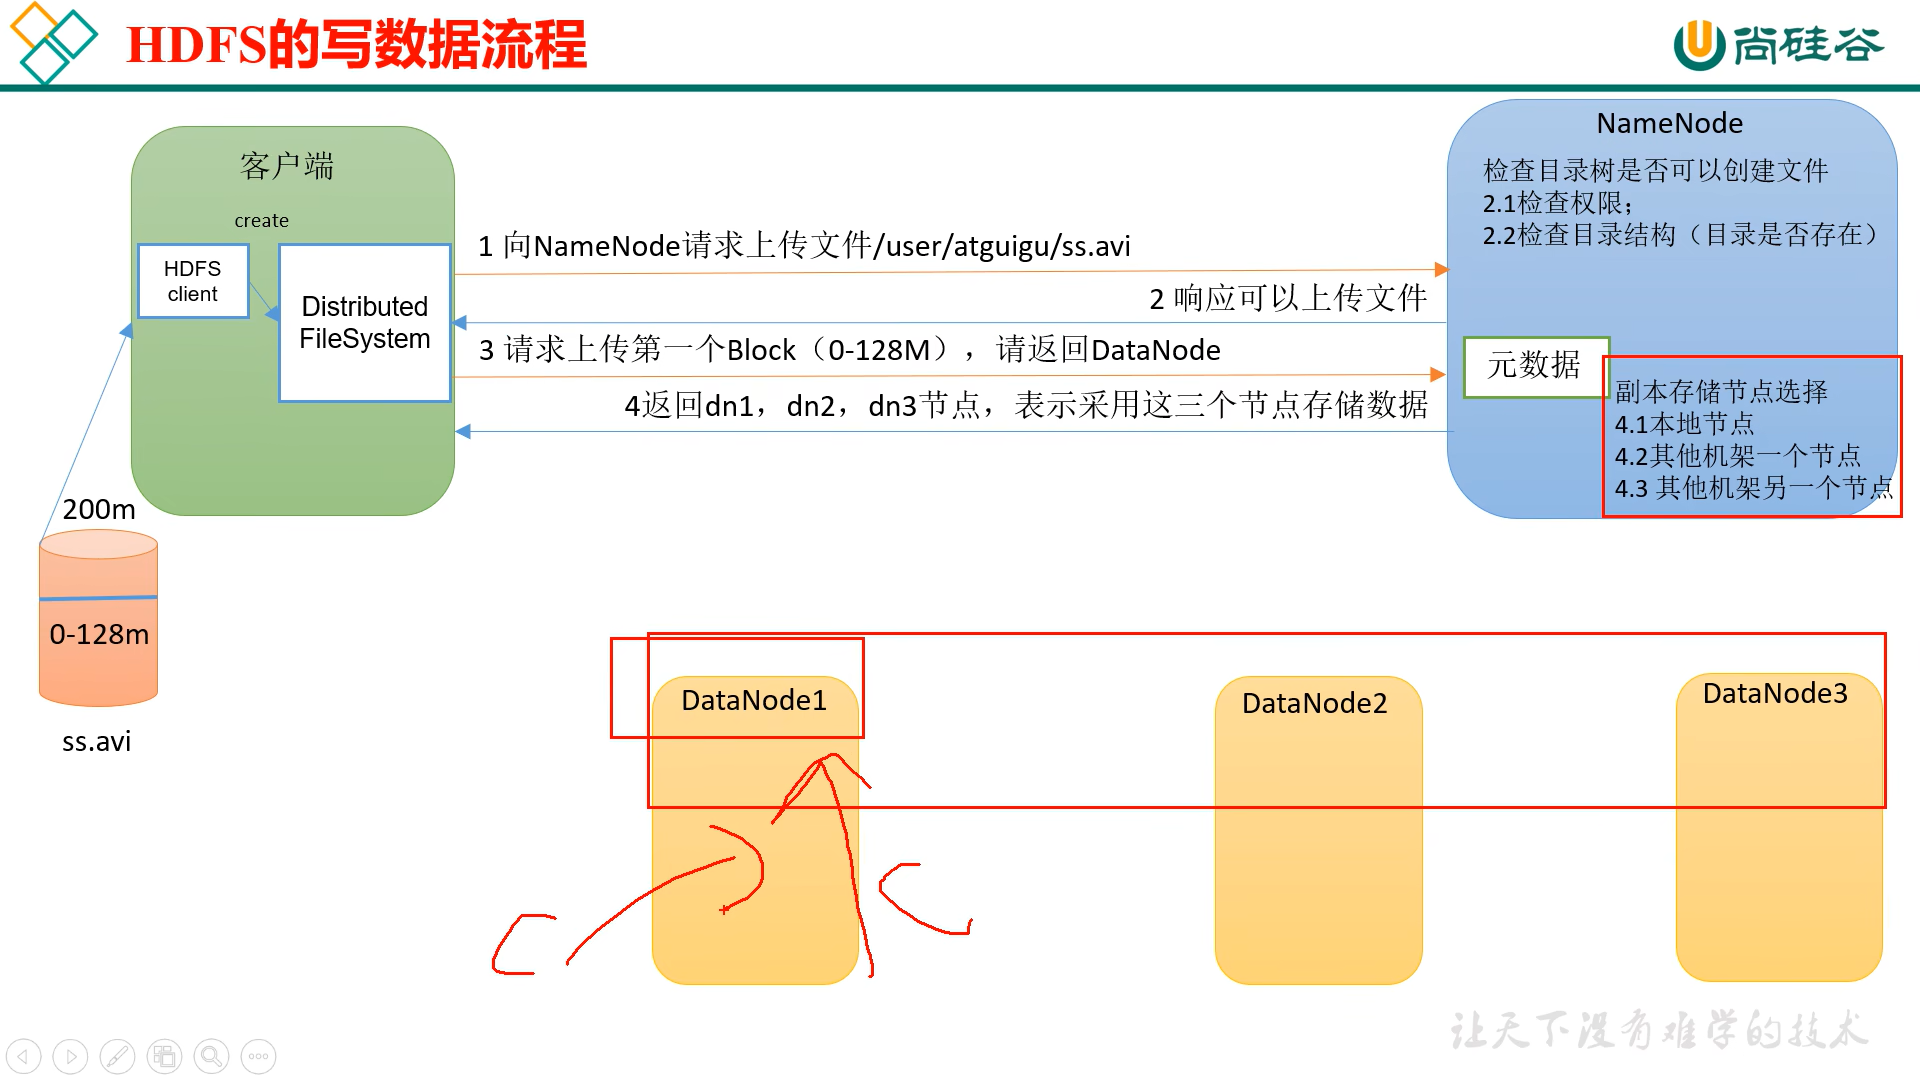 HDFS的写数据流程
尚硅谷
客户端
create
HDFS
client
Distributed
FileSystem
1 向NameNode请求上传文件/user/atguigu/ss.avi
2 响应可以上传文件
3 请求上传第一个Block（0-128M），请返回DataNode
4返回dn1，dn2，dn3节点，表示采用这三个节点存储数据
NameNode
检查目录树是否可以创建文件
2.1检查权限；
2.2检查目录结构（目录是否存在）
元数据
副本存储节点选择
4.1本地节点
4.2其他机架一个节点
4.3 其他机架另一个节点
200m
0-128m
ss.avi
DataNode1
DataNode2
DataNode3
让天下没有难学的技术